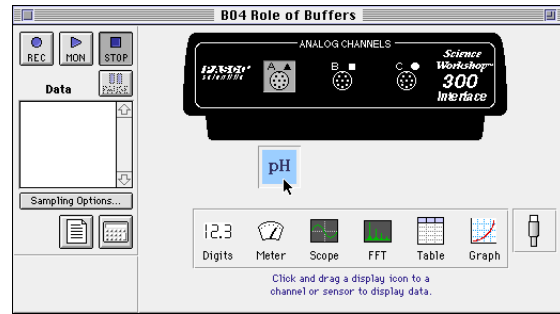 B04 Role of Buffers
REC
MON
STOP
PAUSE
Data
Sampling Options...
ANALOG CHANNELS
PASCO
scientific
A
B
C
Science
Workshop™
300
Interface
pH
12.3
Digits
Meter
Scope
FFT
Table
Graph
Click and drag a display icon to a
channel or sensor to display data.